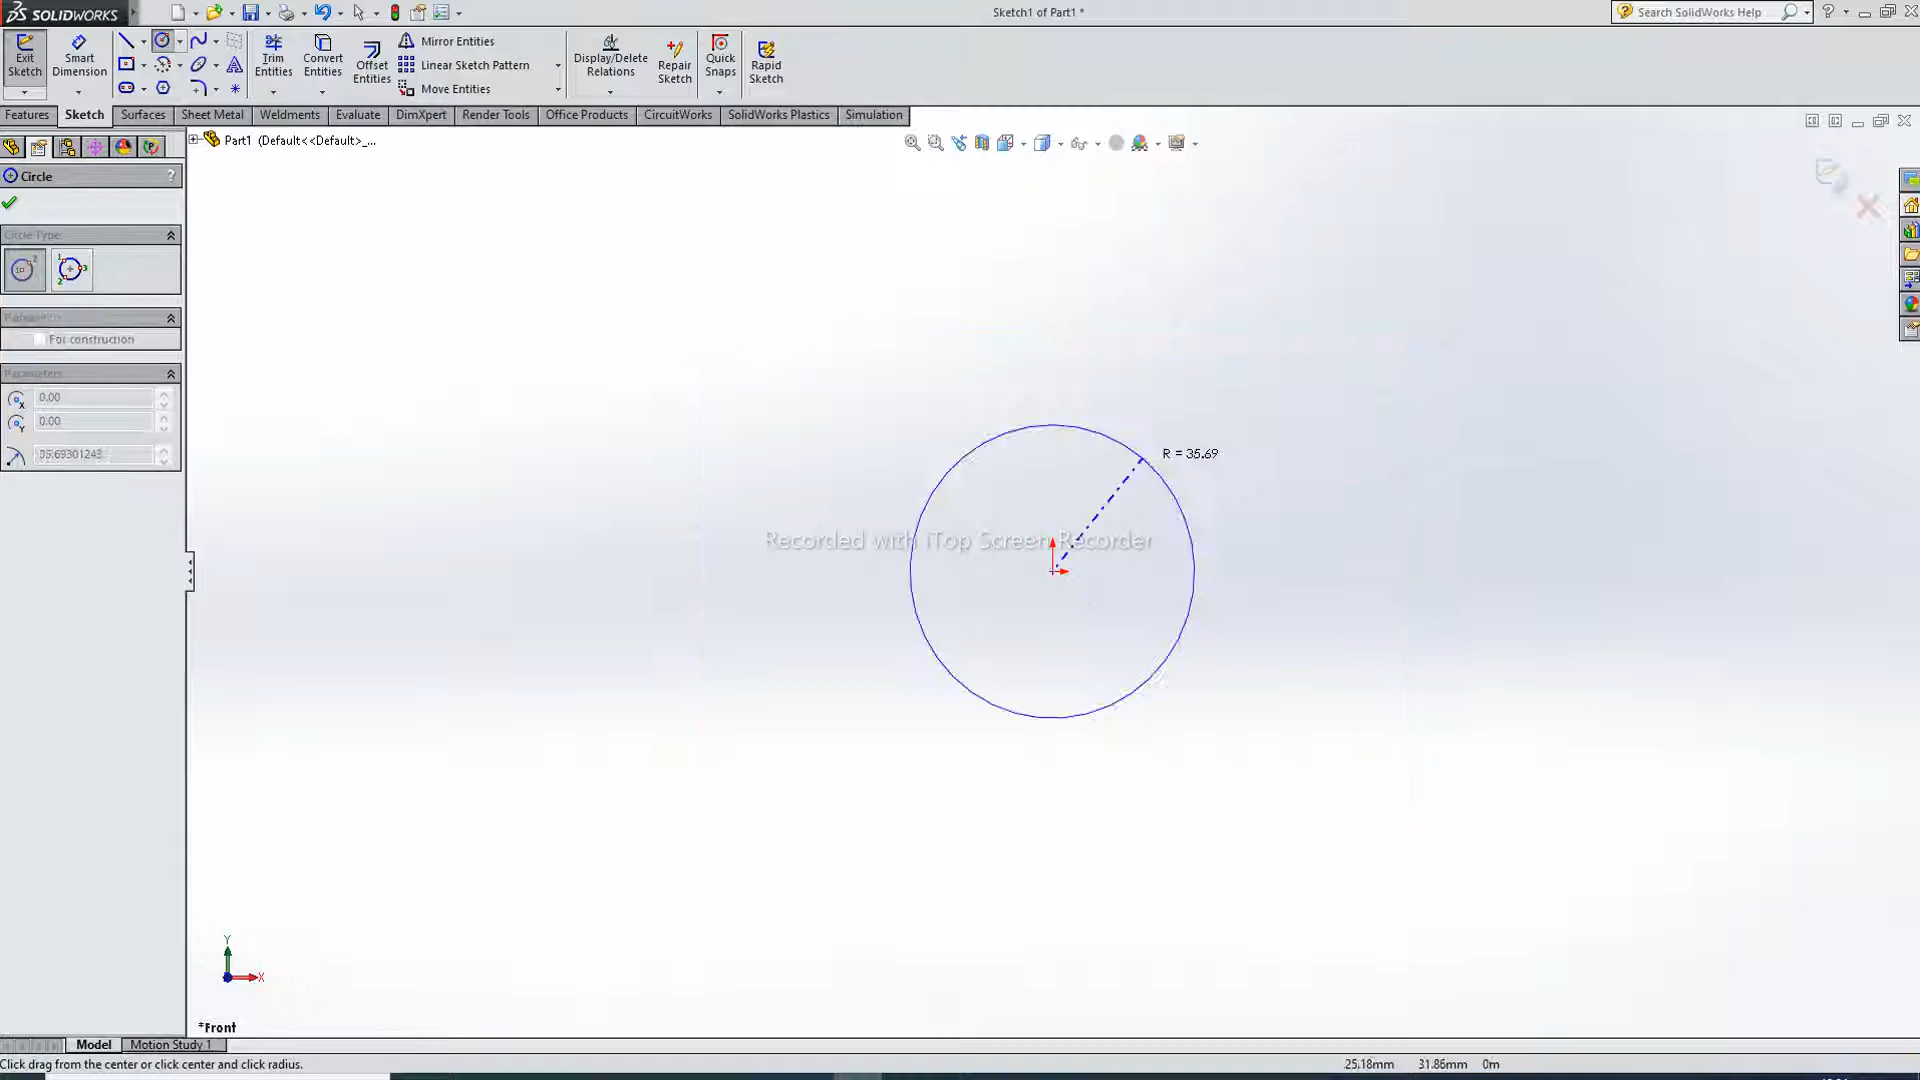 SOLIDWORKS
Sketch1 of Part1 *
Search SolidWorks Help
Exit Sketch
Smart Dimension
Trim Entities
Convert Entities
Offset Entities
Mirror Entities
Linear Sketch Pattern
Move Entities
Display/Delete Relations
Repair Sketch
Quick Snaps
Rapid Sketch
Features
Sketch
Surfaces
Sheet Metal
Weldments
Evaluate
DimXpert
Render Tools
Office Products
CircuitWorks
SolidWorks Plastics
Simulation
Part1 (Default<<Default>_...
Circle
?
Circle Type
For construction
Parameters
0.00
0.00
35.69301243
R = 35.69
Recorded with iTop Screen Recorder
Y
X
*Front
Model
Motion Study 1
Click drag from the center or click center and click radius.
25.18mm
31.86mm
0m